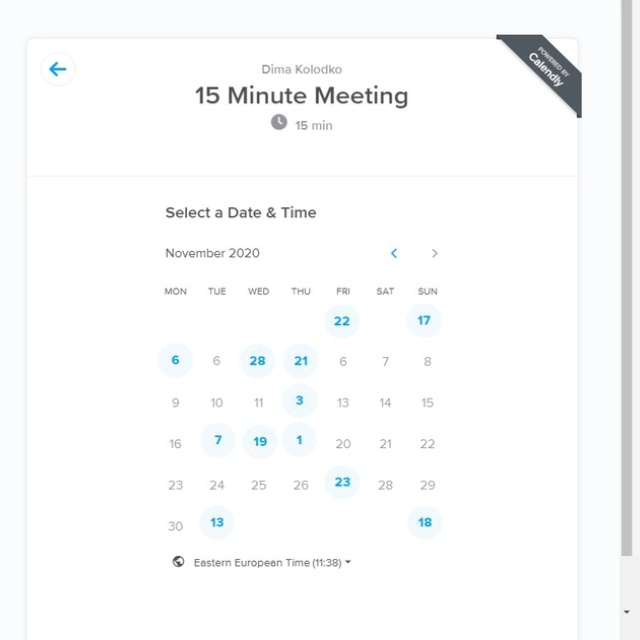 Dima Kolodko
POWERED BY
Calendly
15 Minute Meeting
15 min
Select a Date & Time
November 2020
MON TUE WED THU FRI SAT SUN
22 17
6 6 28 21 6 7 8
9 10 11 3 13 14 15
16 7 19 1 20 21 22
23 24 25 26 23 28 29
30 13 18
Eastern European Time (11:38)